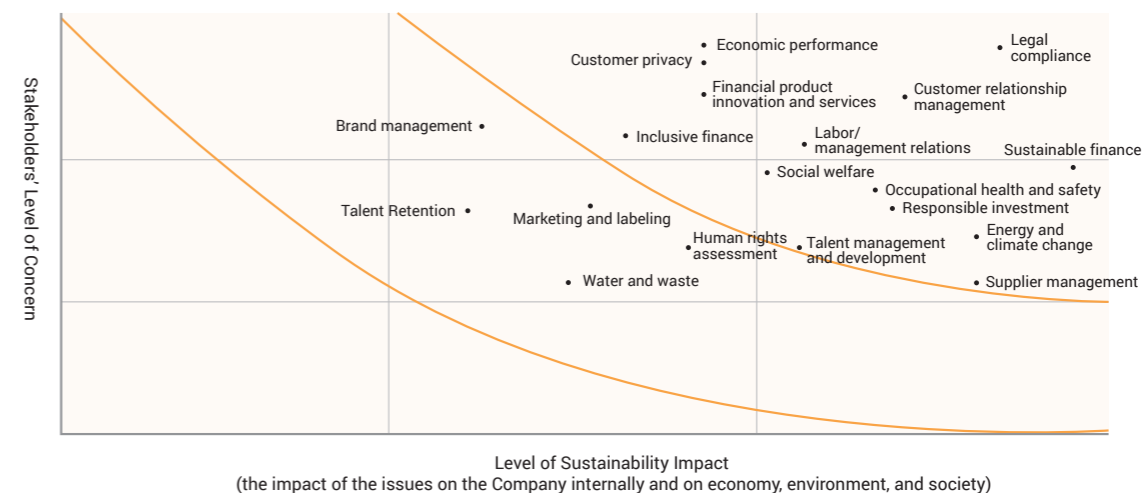 Stakeholders' Level of Concern
Economic performance
Customer privacy
Legal
compliance
Financial product
innovation and services
Customer relationship
management
Brand management
Inclusive finance
Labor/
management relations
Sustainable finance
Social welfare
Occupational health and safety
Responsible investment
Talent Retention
Marketing and labeling
Human rights
assessment
Talent management
and development
Energy and
climate change
Water and waste
Supplier management
Level of Sustainability Impact
(the impact of the issues on the Company internally and on economy, environment, and society)